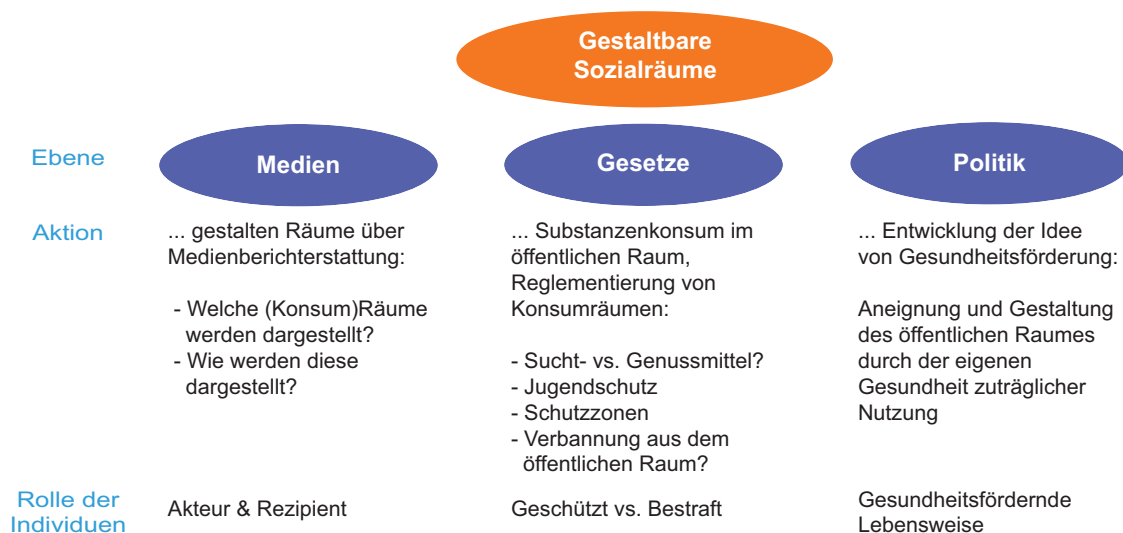 Gestaltbare
Sozialräume
Ebene
Medien
Gesetze
Politik
Aktion
... gestalten Räume über
Medienberichterstattung:
- Welche (Konsum)Räume
werden dargestellt?
- Wie werden diese
dargestellt?
... Substanzenkonsum im
öffentlichen Raum,
Reglementierung von
Konsumräumen:
- Sucht- vs. Genussmittel?
- Jugendschutz
- Schutzzonen
- Verbannung aus dem
öffentlichen Raum?
... Entwicklung der Idee
von Gesundheitsförderung:
Aneignung und Gestaltung
des öffentlichen Raumes
durch der eigenen
Gesundheit zuträglicher
Nutzung
Rolle der
Individuen
Akteur & Rezipient
Geschützt vs. Bestraft
Gesundheitsfördernde
Lebensweise